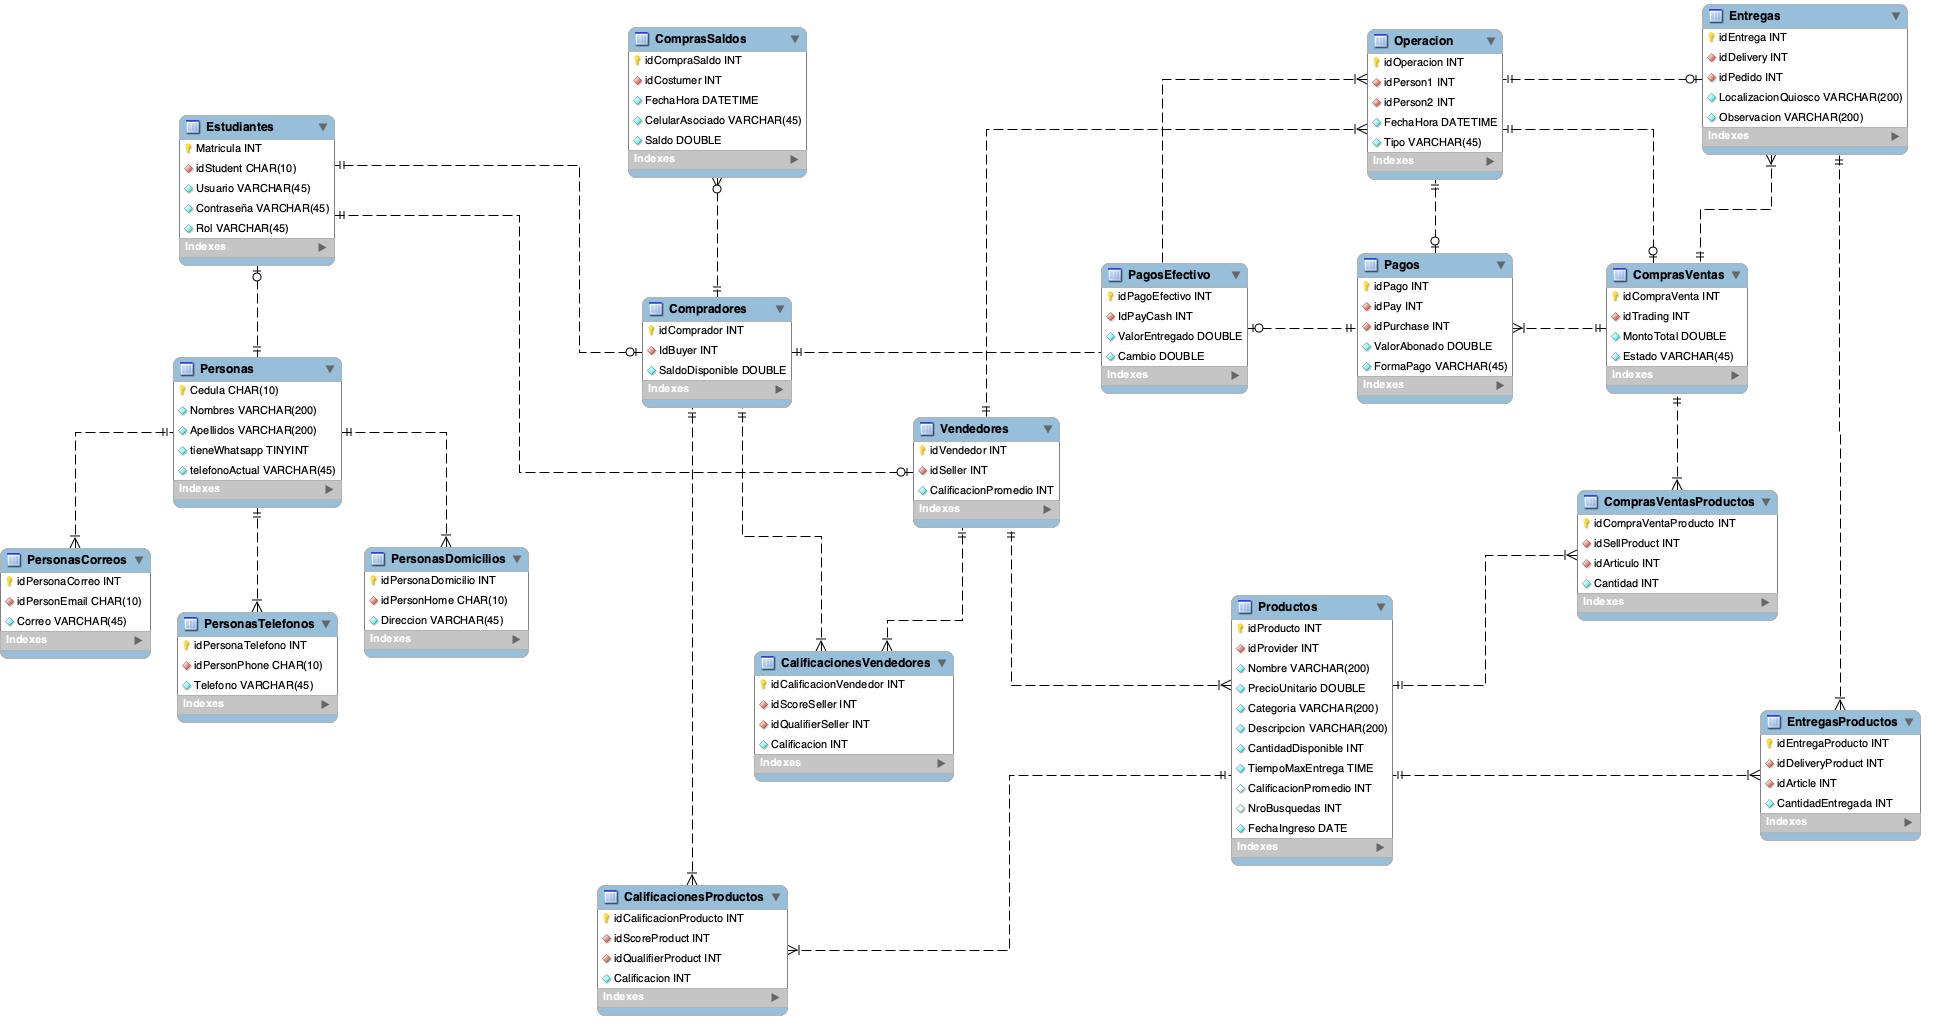 ComprasSaldos
idCompraSaldo INT
idCostumer INT
FechaHora DATETIME
CelularAsociado VARCHAR(45)
Saldo DOUBLE
Indexes
Operacion
idOperacion INT
idPerson1 INT
idPerson2 INT
FechaHora DATETIME
Tipo VARCHAR(45)
Indexes
Entregas
idEntrega INT
idDelivery INT
idPedido INT
LocalizacionQuiosco VARCHAR(200)
Observacion VARCHAR(200)
Indexes
Estudiantes
Matricula INT
idStudent CHAR(10)
Usuario VARCHAR(45)
Contraseña VARCHAR(45)
Rol VARCHAR(45)
Indexes
Compradores
idComprador INT
IdBuyer INT
SaldoDisponible DOUBLE
Indexes
PagosEfectivo
idPagoEfectivo INT
IdPayCash INT
ValorEntregado DOUBLE
Cambio DOUBLE
Indexes
Pagos
idPago INT
idPay INT
idPurchase INT
ValorAbonado DOUBLE
FormaPago VARCHAR(45)
Indexes
ComprasVentas
idCompraVenta INT
idTrading INT
MontoTotal DOUBLE
Estado VARCHAR(45)
Indexes
Personas
Cedula CHAR(10)
Nombres VARCHAR(200)
Apellidos VARCHAR(200)
tieneWhatsapp TINYINT
telefonoActual VARCHAR(45)
Indexes
Vendedores
idVendedor INT
idSeller INT
CalificacionPromedio INT
Indexes
ComprasVentasProductos
idCompraVentaProducto INT
idSellProduct INT
idArticulo INT
Cantidad INT
Indexes
PersonasCorreos
idPersonaCorreo INT
idPersonEmail CHAR(10)
Correo VARCHAR(45)
Indexes
PersonasTelefonos
idPersonaTelefono INT
idPersonPhone CHAR(10)
Telefono VARCHAR(45)
Indexes
PersonasDomicilios
idPersonaDomicilio INT
idPersonHome CHAR(10)
Direccion VARCHAR(45)
Indexes
CalificacionesVendedores
idCalificacionVendedor INT
idScoreSeller INT
idQualifierSeller INT
Calificacion INT
Indexes
Productos
idProducto INT
idProvider INT
Nombre VARCHAR(200)
PrecioUnitario DOUBLE
Categoria VARCHAR(200)
Descripcion VARCHAR(200)
CantidadDisponible INT
TiempoMaxEntrega TIME
CalificacionPromedio INT
NroBusquedas INT
FechaIngreso DATE
Indexes
EntregasProductos
idEntregaProducto INT
idDeliveryProduct INT
idArticle INT
CantidadEntregada INT
Indexes
CalificacionesProductos
idCalificacionProducto INT
idScoreProduct INT
idQualifierProduct INT
Calificacion INT
Indexes